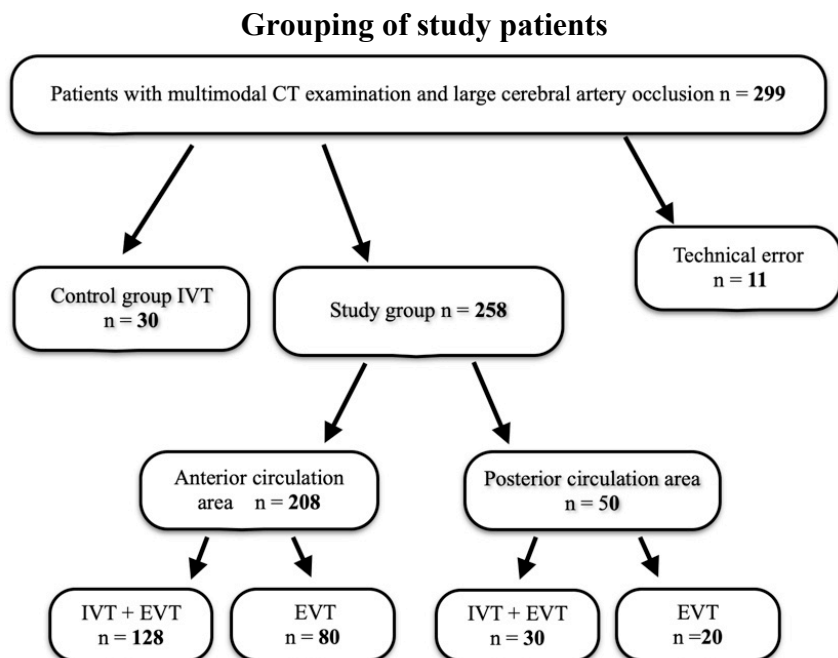 Grouping of study patients
Patients with multimodal CT examination and large cerebral artery occlusion n = 299
Technical error
n = 11
Control group IVT
n = 30
Study group n = 258
Anterior circulation
area n = 208
Posterior circulation area
n = 50
IVT + EVT
n = 128
EVT
n = 80
IVT + EVT
n = 30
EVT
n =20